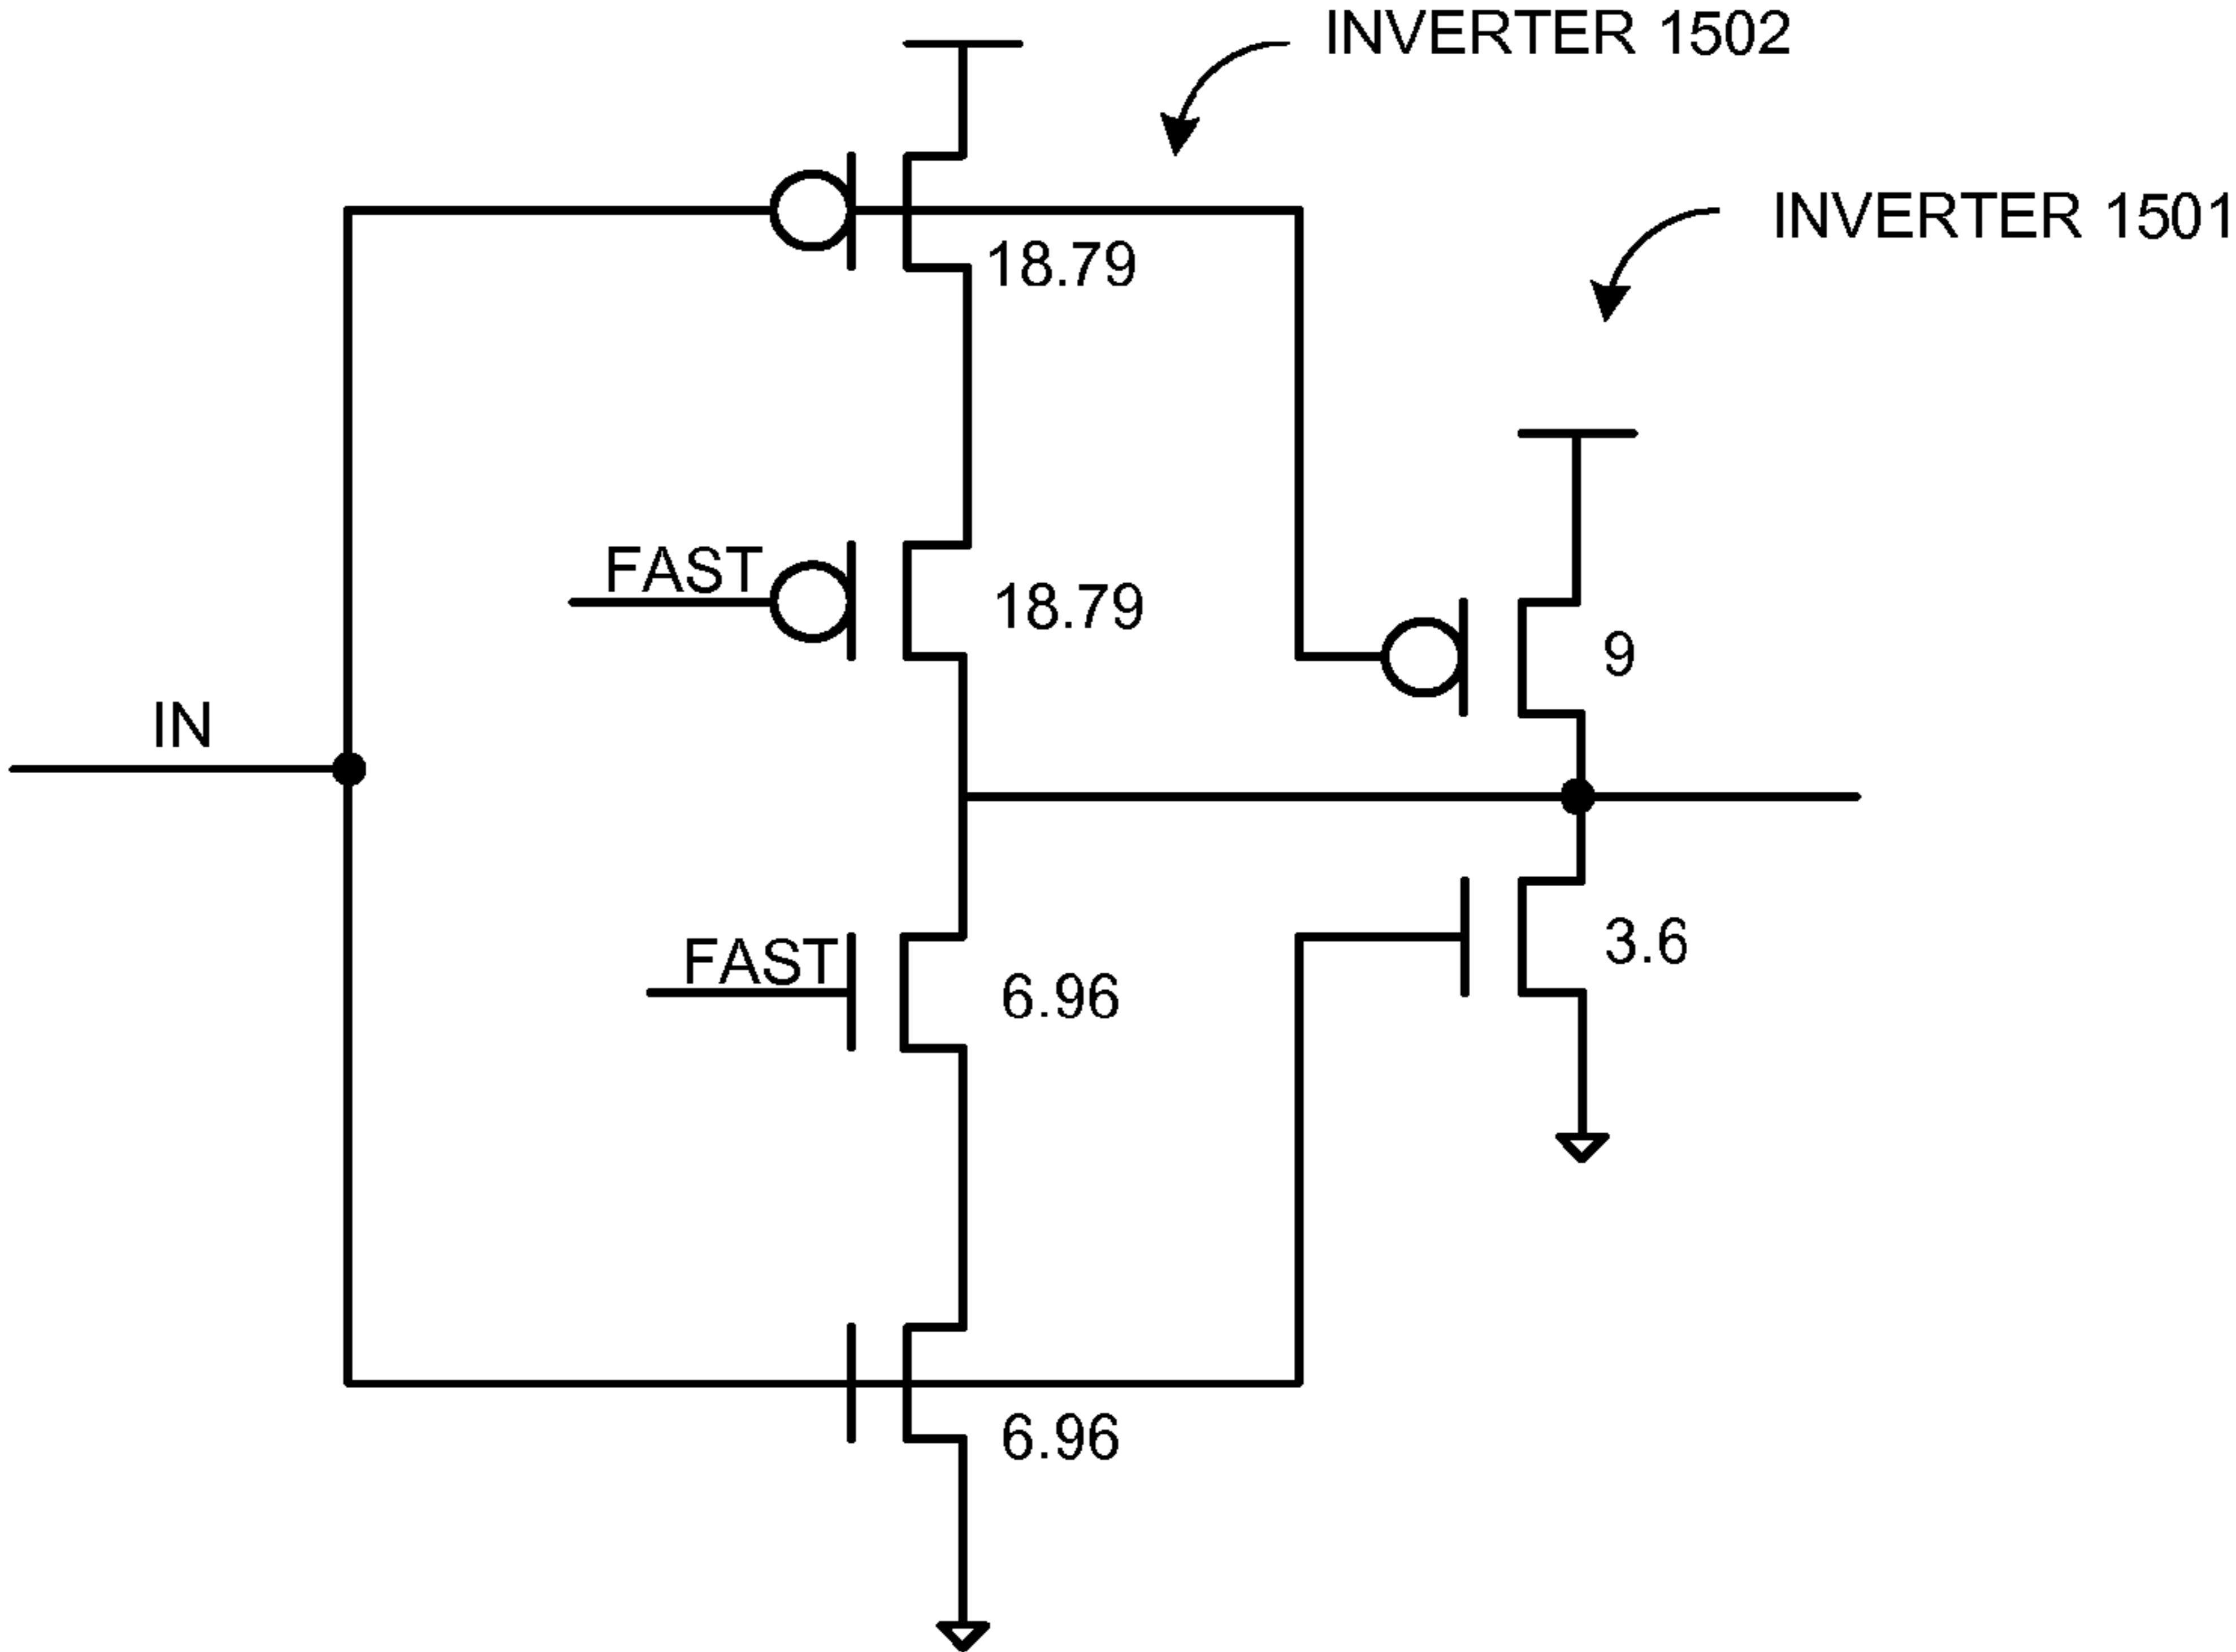 INVERTER 1502
INVERTER 1501
18.79
FAST
18.79
9
IN
FAST
6.96
3.6
6.96